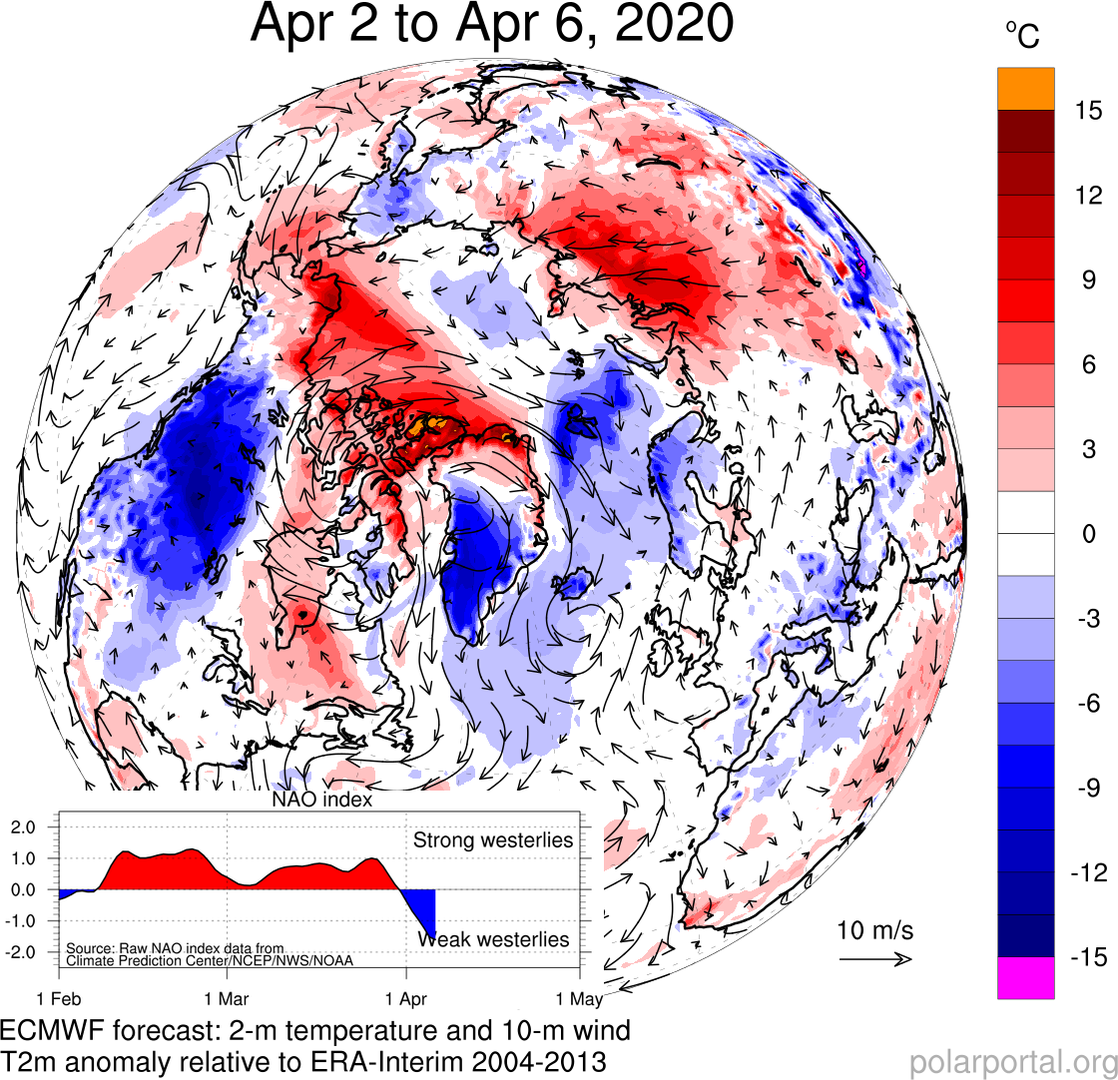 Apr 2 to Apr 6, 2020
ºC
15
12
9
6
3
0
-3
-6
-9
-12
-15
10 m/s
NAO index
2.0
1.0
0.0
-1.0
-2.0
Strong westerlies
Weak westerlies
Source: Raw NAO index data from
Climate Prediction Center/NCEP/NWS/NOAA
1 Feb 1 Mar 1 Apr 1 May
ECMWF forecast: 2-m temperature and 10-m wind
T2m anomaly relative to ERA-Interim 2004-2013
polarportal.org